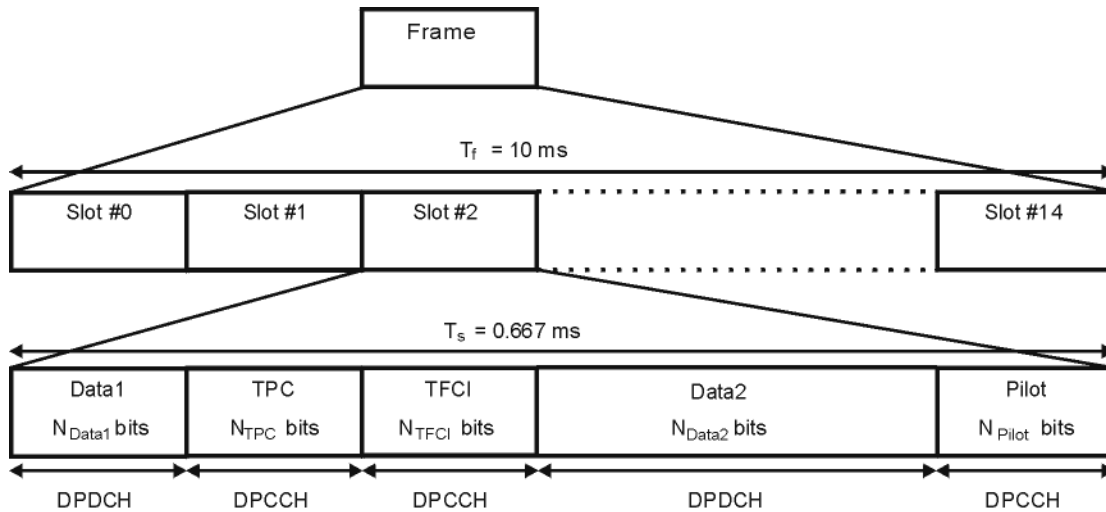 Frame
T_f = 10 ms
Slot #0 Slot #1 Slot #2 Slot #14
T_s = 0.667 ms
Data1 TPC TFCI Data2 Pilot
N_Data1 bits N_TPC bits N_TFCI bits N_Data2 bits N_Pilot bits
DPDCH DPCCH DPCCH DPDCH DPCCH